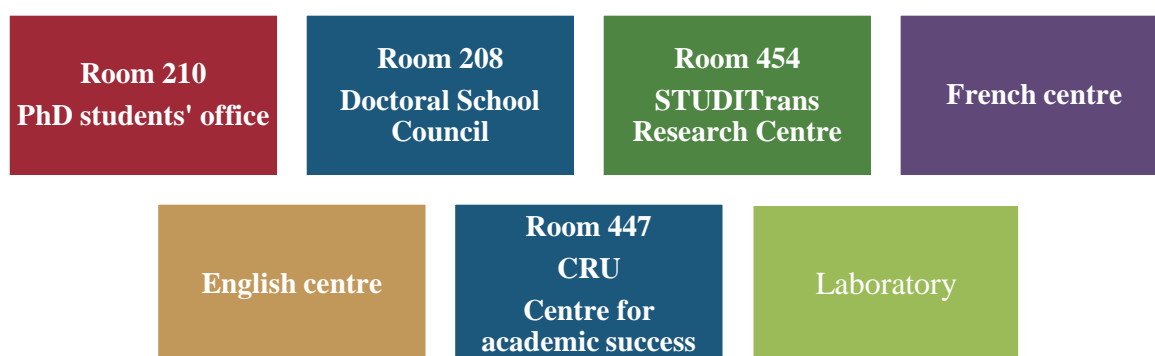 Room 210
PhD students' office
Room 208
Doctoral School
Council
Room 454
STUDITrans
Research Centre
French centre
English centre
Room 447
CRU
Centre for
academic success
Laboratory